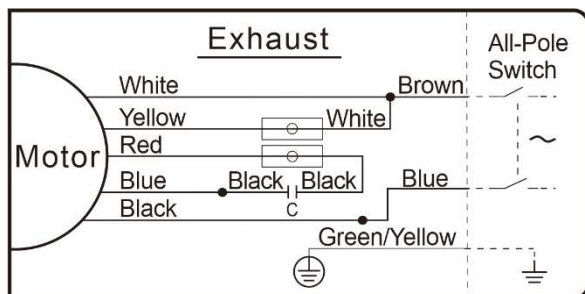 Exhaust
All-Pole
Switch
White
Brown
Yellow
White
Red
Motor
Blue
Black
Black
Blue
C
Black
Green/Yellow
~